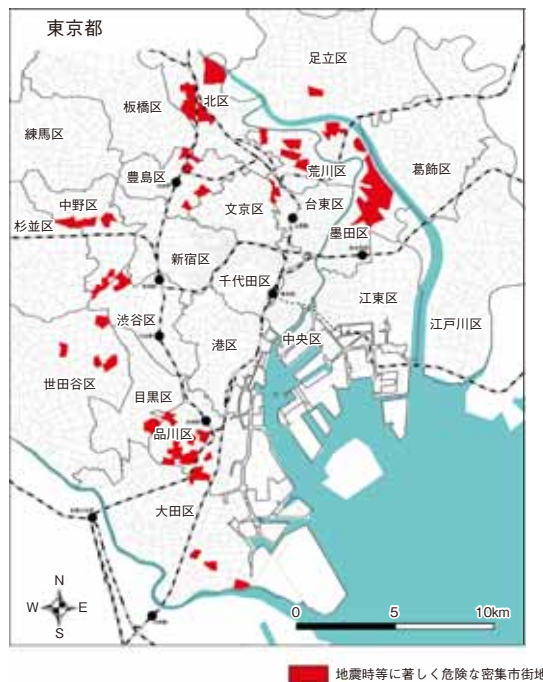 東京都
足立区
板橋区
北区
練馬区
葛飾区
豊島区
荒川区
中野区
文京区
台東区
杉並区
墨田区
新宿区
千代田区
江東区
渋谷区
中央区
江戸川区
港区
世田谷区
目黒区
品川区
大田区
N
W E
S
0 5 10km
地震時等に著しく危険な密集市街地